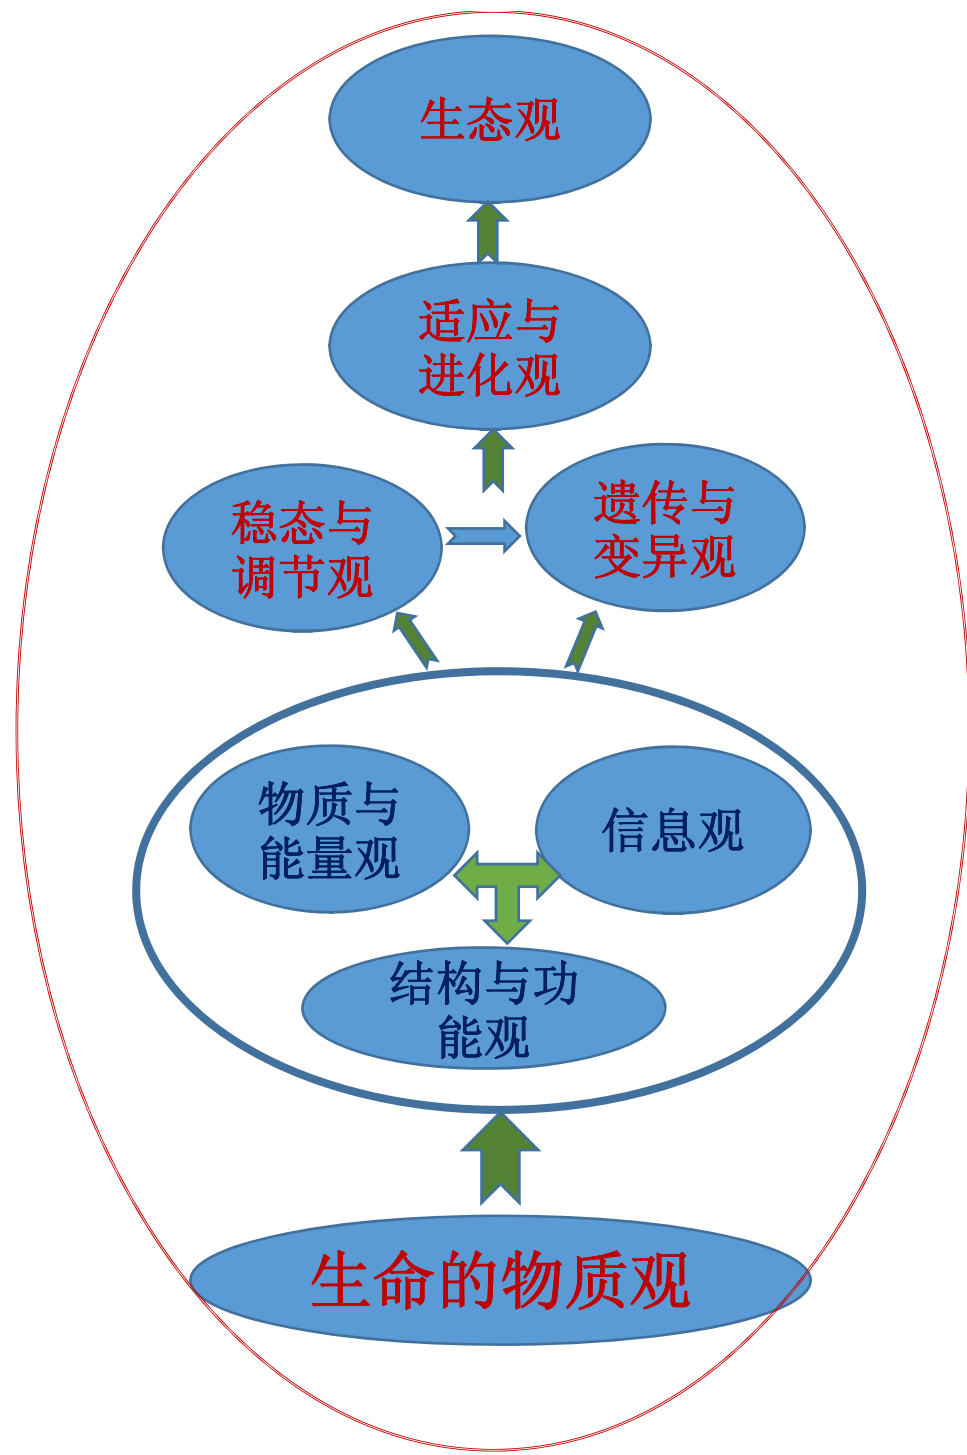 生态观
适应与
进化观
稳态与
调节观
遗传与
变异观
物质与
能量观
信息观
结构与功
能观
生命的物质观